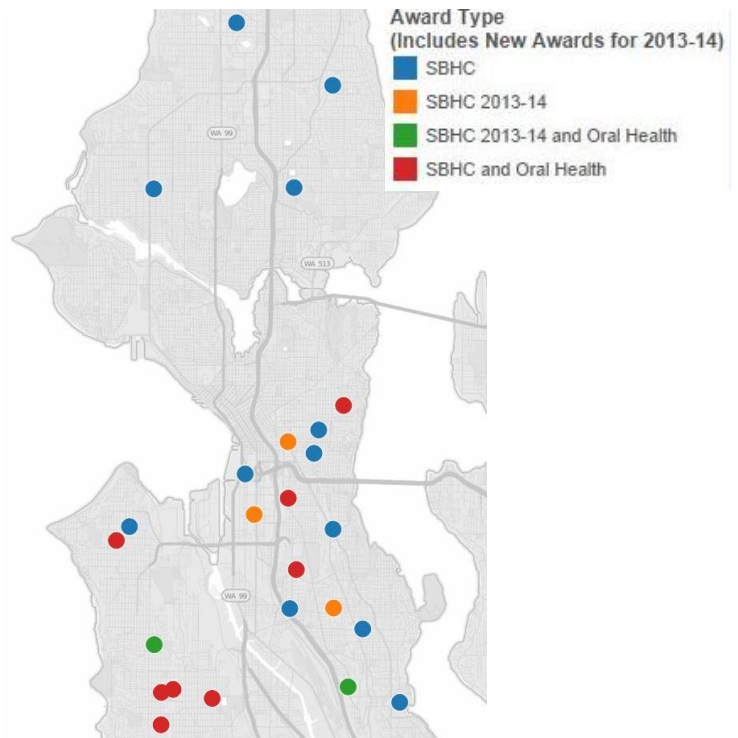 Award Type
(Includes New Awards for 2013-14)
SBHC
SBHC 2013-14
SBHC 2013-14 and Oral Health
SBHC and Oral Health
WA 99
WA 513
WA 99